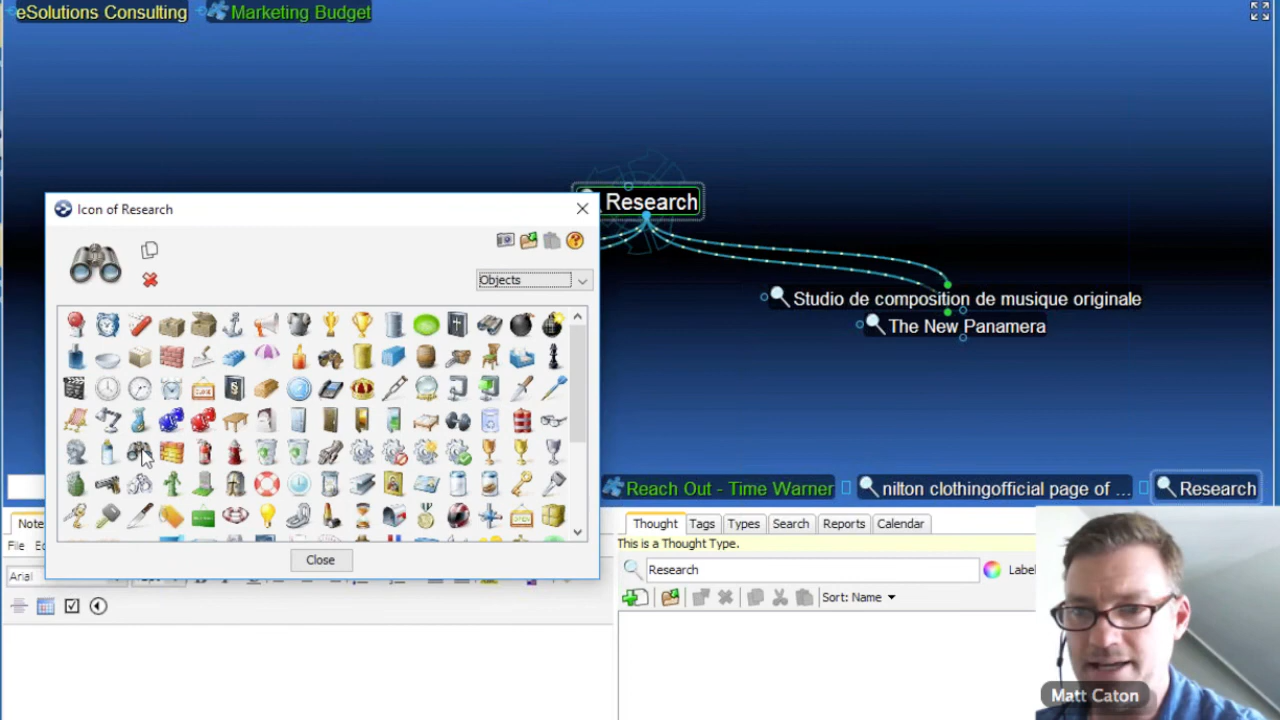 eSolutions Consulting
Marketing Budget
Research
Icon of Research
Objects
Studio de composition de musique originale
The New Panamera
Reach Out - Time Warner
nilton clothingofficial page of ...
Research
Close
Note
Thought
Tags
Types
Search
Reports
Calendar
File
This is a Thought Type.
Arial
Research
Label
Sort: Name
Matt Caton